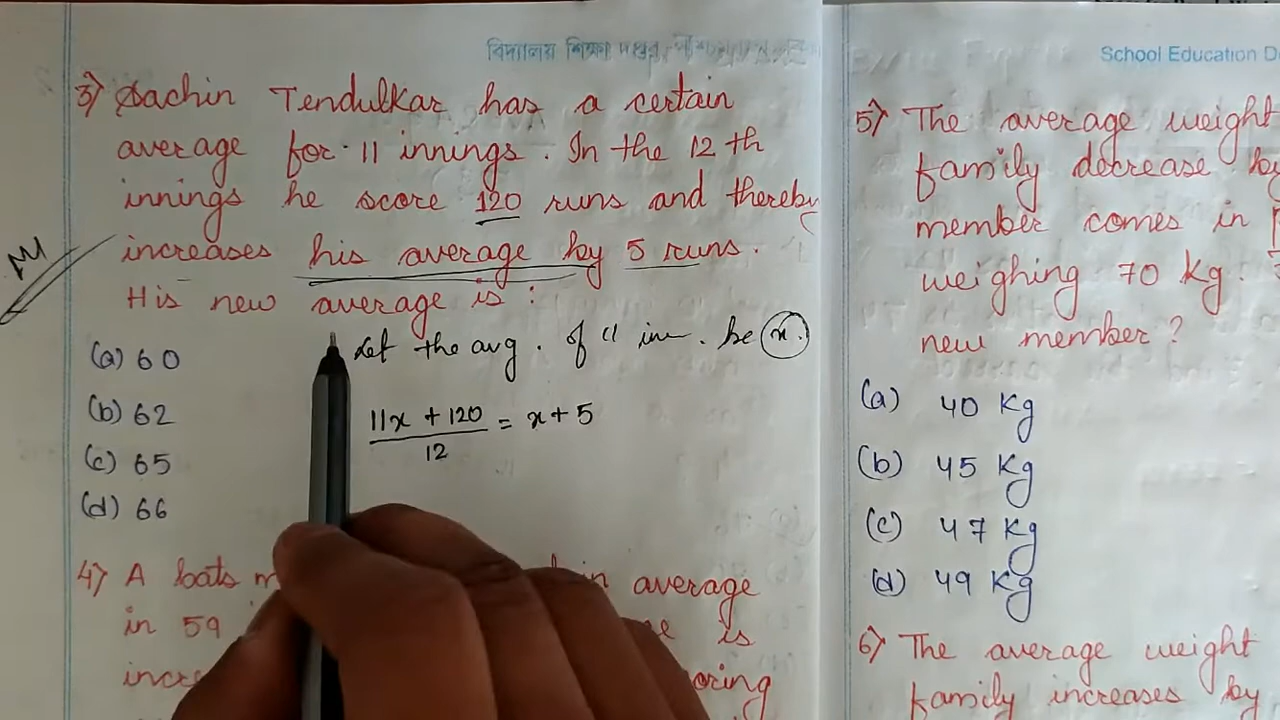 विদ্যালয় শিক্ষা দপ্তর
3) Sachin Tendulkar has a certain
average for 11 innings. In the 12 th
innings he score 120 runs and thereby
increases his average by 5 runs.
His new average is :
Let the avg. of 11 inn. be x.
(a) 60
(b) 62
(c) 65
(d) 66
11x + 120 = x + 5
12
4) A bats average
in 59 is
incre oring
School Education D
5) The average weight
family decrease by
member comes in
weighing 70 kg.
new member ?
(a) 40 Kg
(b) 45 Kg
(c) 47 Kg
(d) 49 Kg
6) The average weight
family increases by